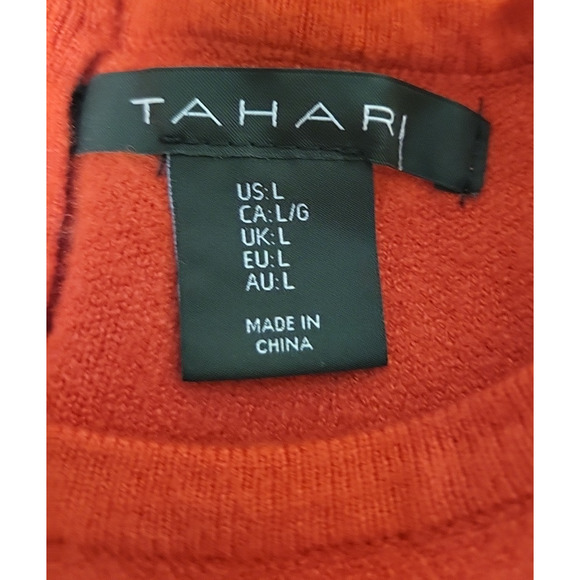 TAHARI
US:L
CA:L/G
UK:L
EU:L
AU:L
MADE IN
CHINA